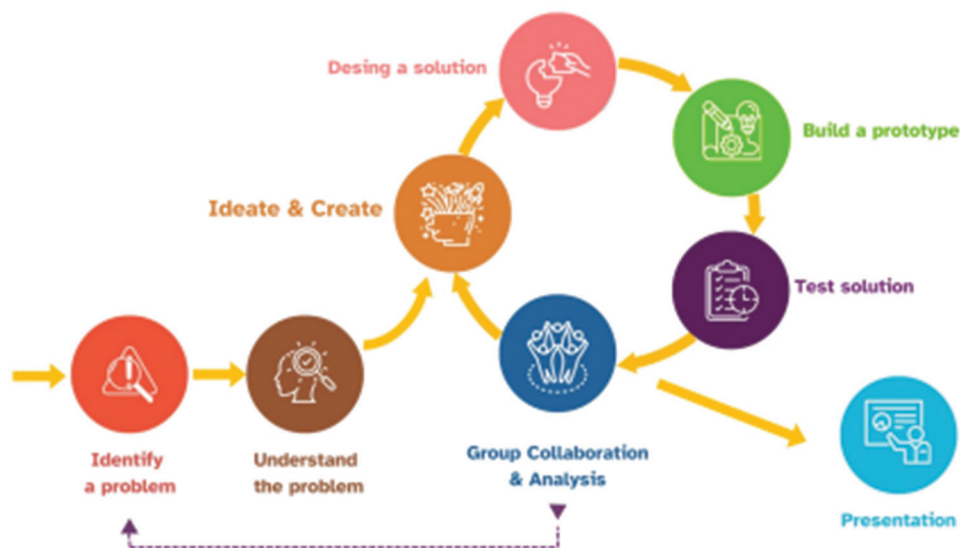 Desing a solution
Build a prototype
Ideate & Create
Test solution
Identify
a problem
Understand
the problem
Group Collaboration
& Analysis
Presentation